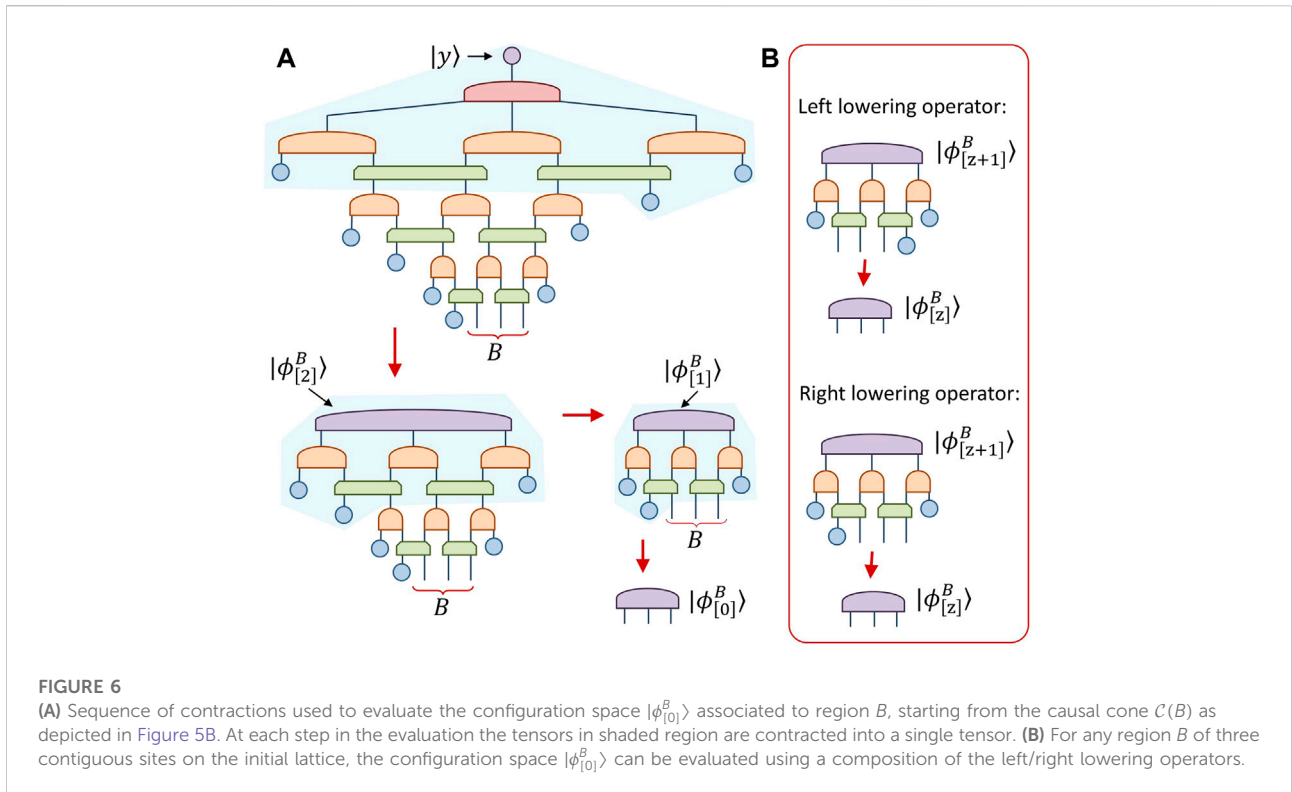 A
|y⟩
B
Left lowering operator:
|ϕ^B_[z+1]⟩
|ϕ^B_[z]⟩
Right lowering operator:
|ϕ^B_[z+1]⟩
|ϕ^B_[z]⟩
B
|ϕ^B_[2]⟩
B
|ϕ^B_[1]⟩
B
|ϕ^B_[0]⟩
FIGURE 6
(A) Sequence of contractions used to evaluate the configuration space |ϕ^B_[0]⟩ associated to region B, starting from the causal cone C(B) as
depicted in Figure 5B. At each step in the evaluation the tensors in shaded region are contracted into a single tensor. (B) For any region B of three
contiguous sites on the initial lattice, the configuration space |ϕ^B_[0]⟩ can be evaluated using a composition of the left/right lowering operators.